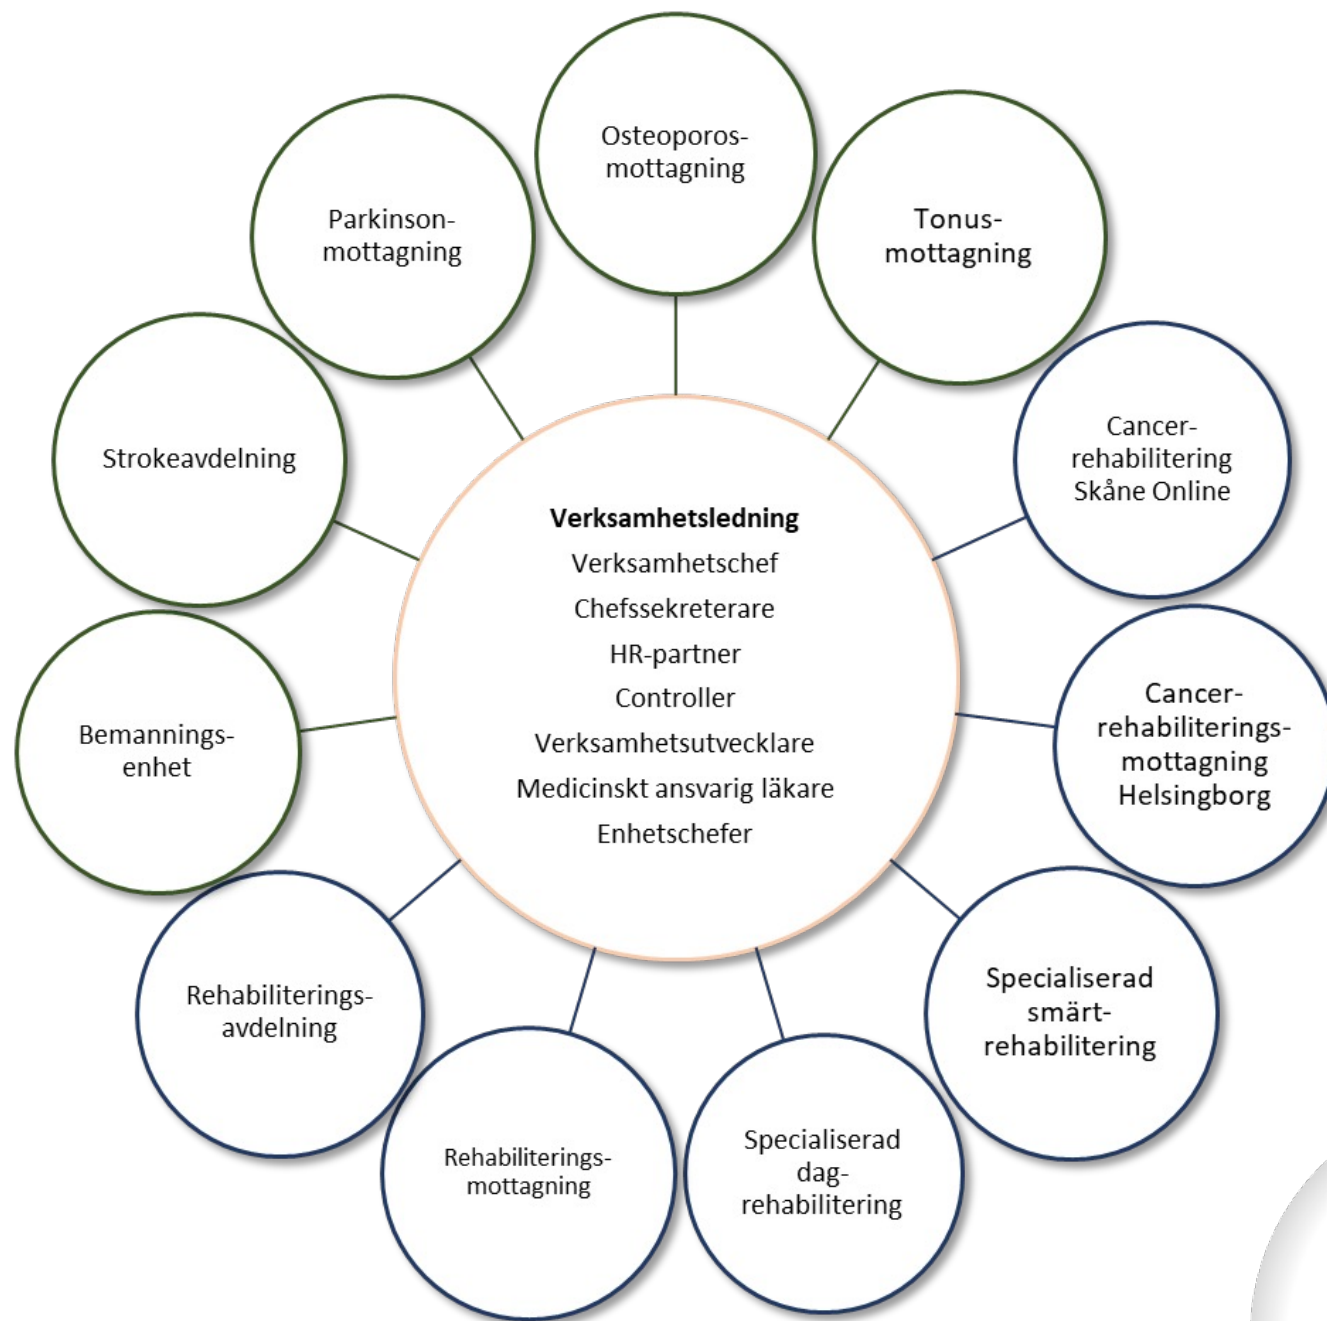 Osteoporos-
mottagning
Tonus-
mottagning
Cancer-
rehabilitering
Skåne Online
Cancer-
rehabiliterings-
mottagning
Helsingborg
Specialiserad
smärt-
rehabilitering
Specialiserad
dag-
rehabilitering
Rehabiliterings-
mottagning
Rehabiliterings-
avdelning
Bemannings-
enhet
Strokeavdelning
Parkinson-
mottagning
Verksamhetsledning
Verksamhetschef
Chefssekreterare
HR-partner
Controller
Verksamhetsutvecklare
Medicinskt ansvarig läkare
Enhetschefer